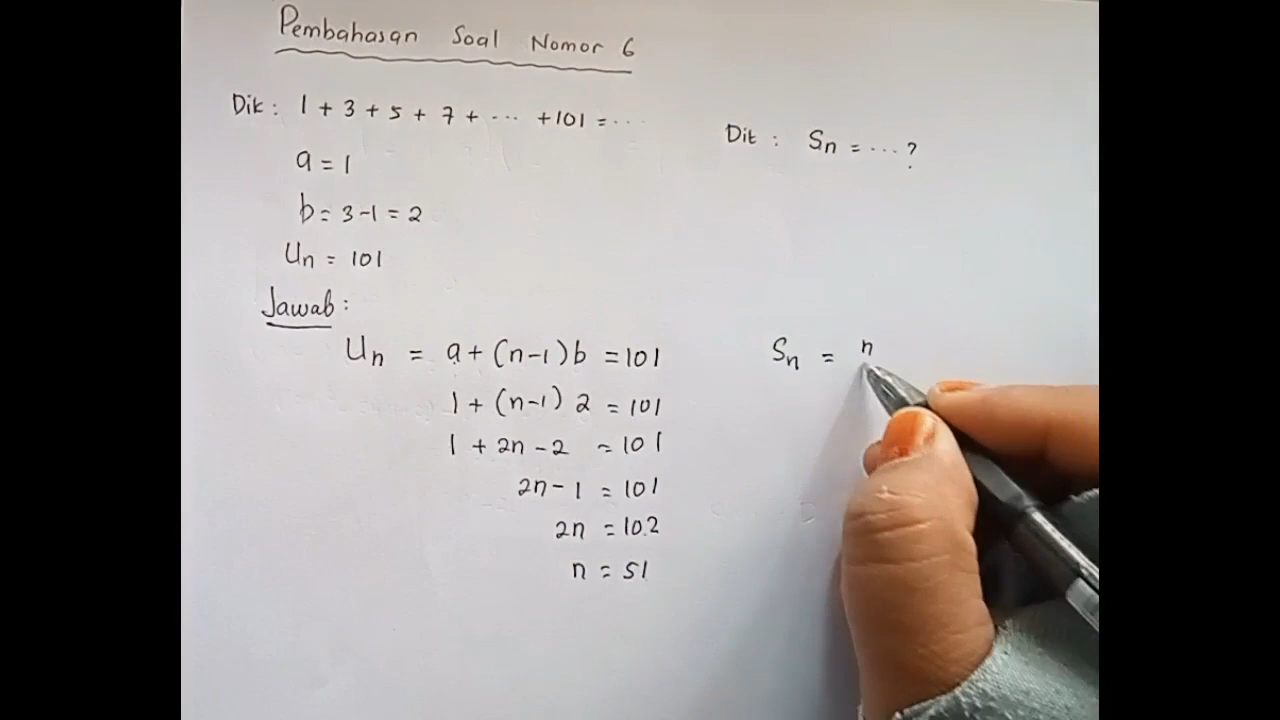 Pembahasan Soal Nomor 6
Dik : 1 + 3 + 5 + 7 + ... + 101 = ...
a = 1
b = 3 - 1 = 2
Un = 101
Dit : Sn = ... ?
Jawab :
Un = a + (n-1) b = 101
1 + (n-1) 2 = 101
1 + 2n - 2 = 101
2n - 1 = 101
2n = 102
n = 51
Sn = n